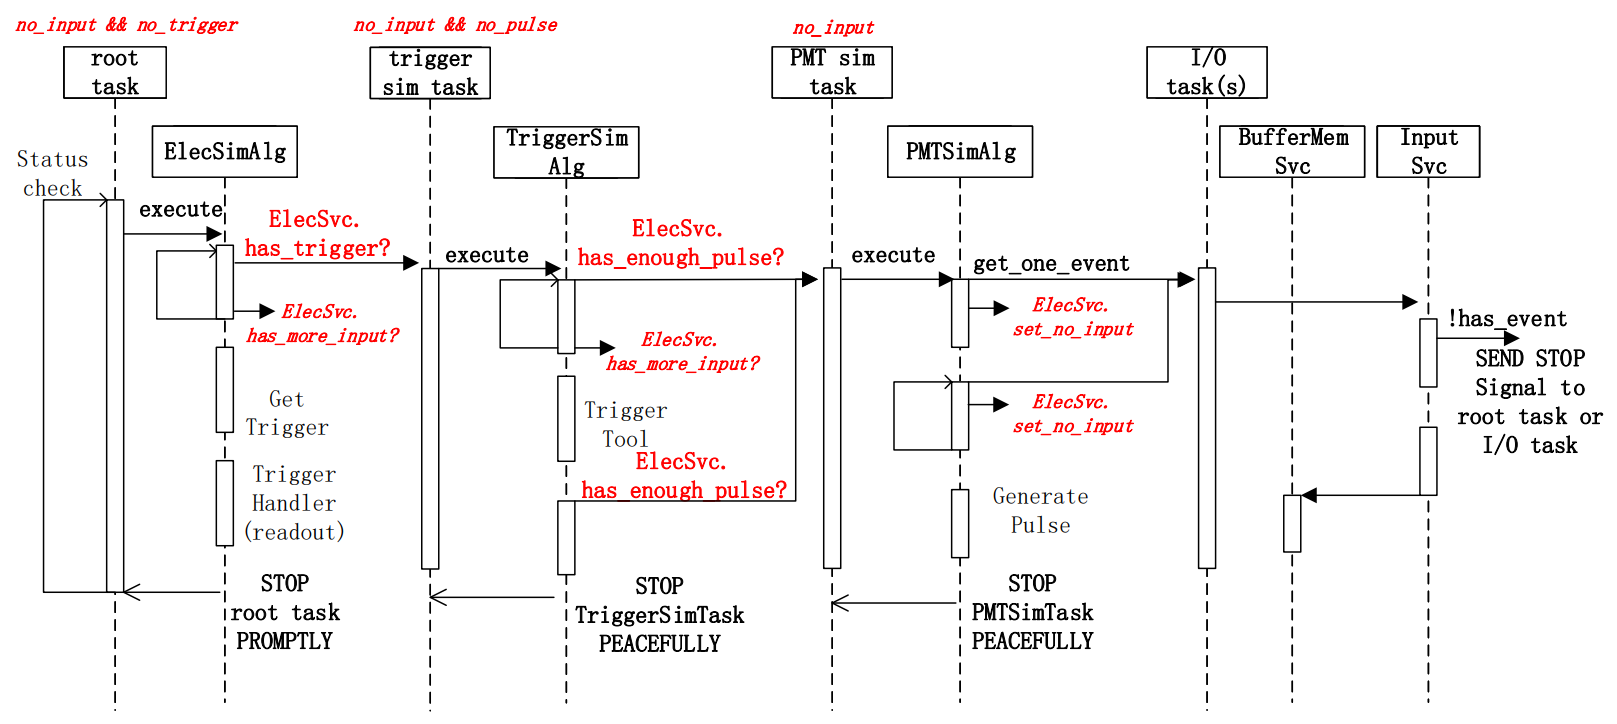 no_input && no_trigger
no_input && no_pulse
no_input
root
task
trigger
sim task
PMT sim
task
I/O
task(s)
ElecSimAlg
TriggerSim
Alg
PMTSimAlg
BufferMem
Svc
Input
Svc
Status
check
execute
ElecSvc.
has_trigger?
execute
ElecSvc.
has_enough_pulse?
execute
get_one_event
ElecSvc.
has_more_input?
ElecSvc.
has_more_input?
ElecSvc.
set_no_input
!has_event
SEND STOP
Signal to
root task or
I/O task
Get
Trigger
Trigger
Tool
ElecSvc.
set_no_input
ElecSvc.
has_enough_pulse?
Trigger
Handler
(readout)
Generate
Pulse
STOP
root task
PROMPTLY
STOP
TriggerSimTask
PEACEFULLY
STOP
PMTSimTask
PEACEFULLY